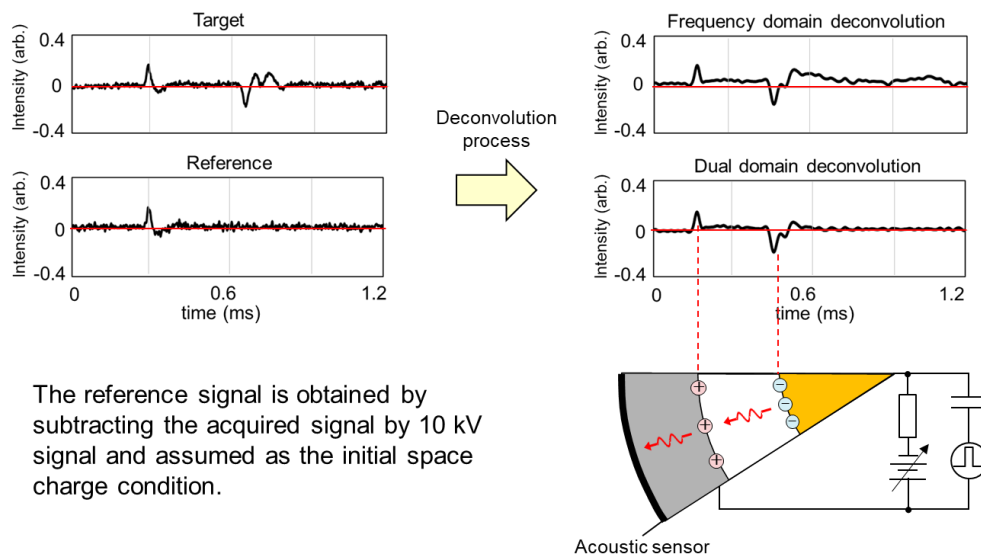 Target
Intensity (arb.)
0.4
0
-0.4
Reference
Intensity (arb.)
0.4
0
-0.4
0 0.6 1.2
time (ms)
Deconvolution
process
Frequency domain deconvolution
Intensity (arb.)
0.4
0
-0.4
Dual domain deconvolution
Intensity (arb.)
0.4
0
-0.4
0 0.6 1.2
time (ms)
The reference signal is obtained by
subtracting the acquired signal by 10 kV
signal and assumed as the initial space
charge condition.
+ − − −
+ +
Acoustic sensor